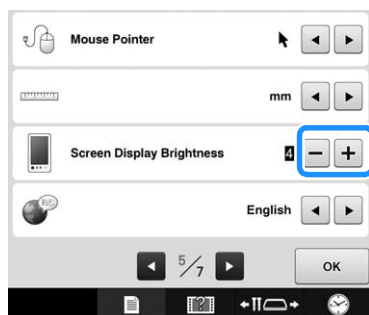 Mouse Pointer
mm
Screen Display Brightness 4 − +
English
5/7 OK